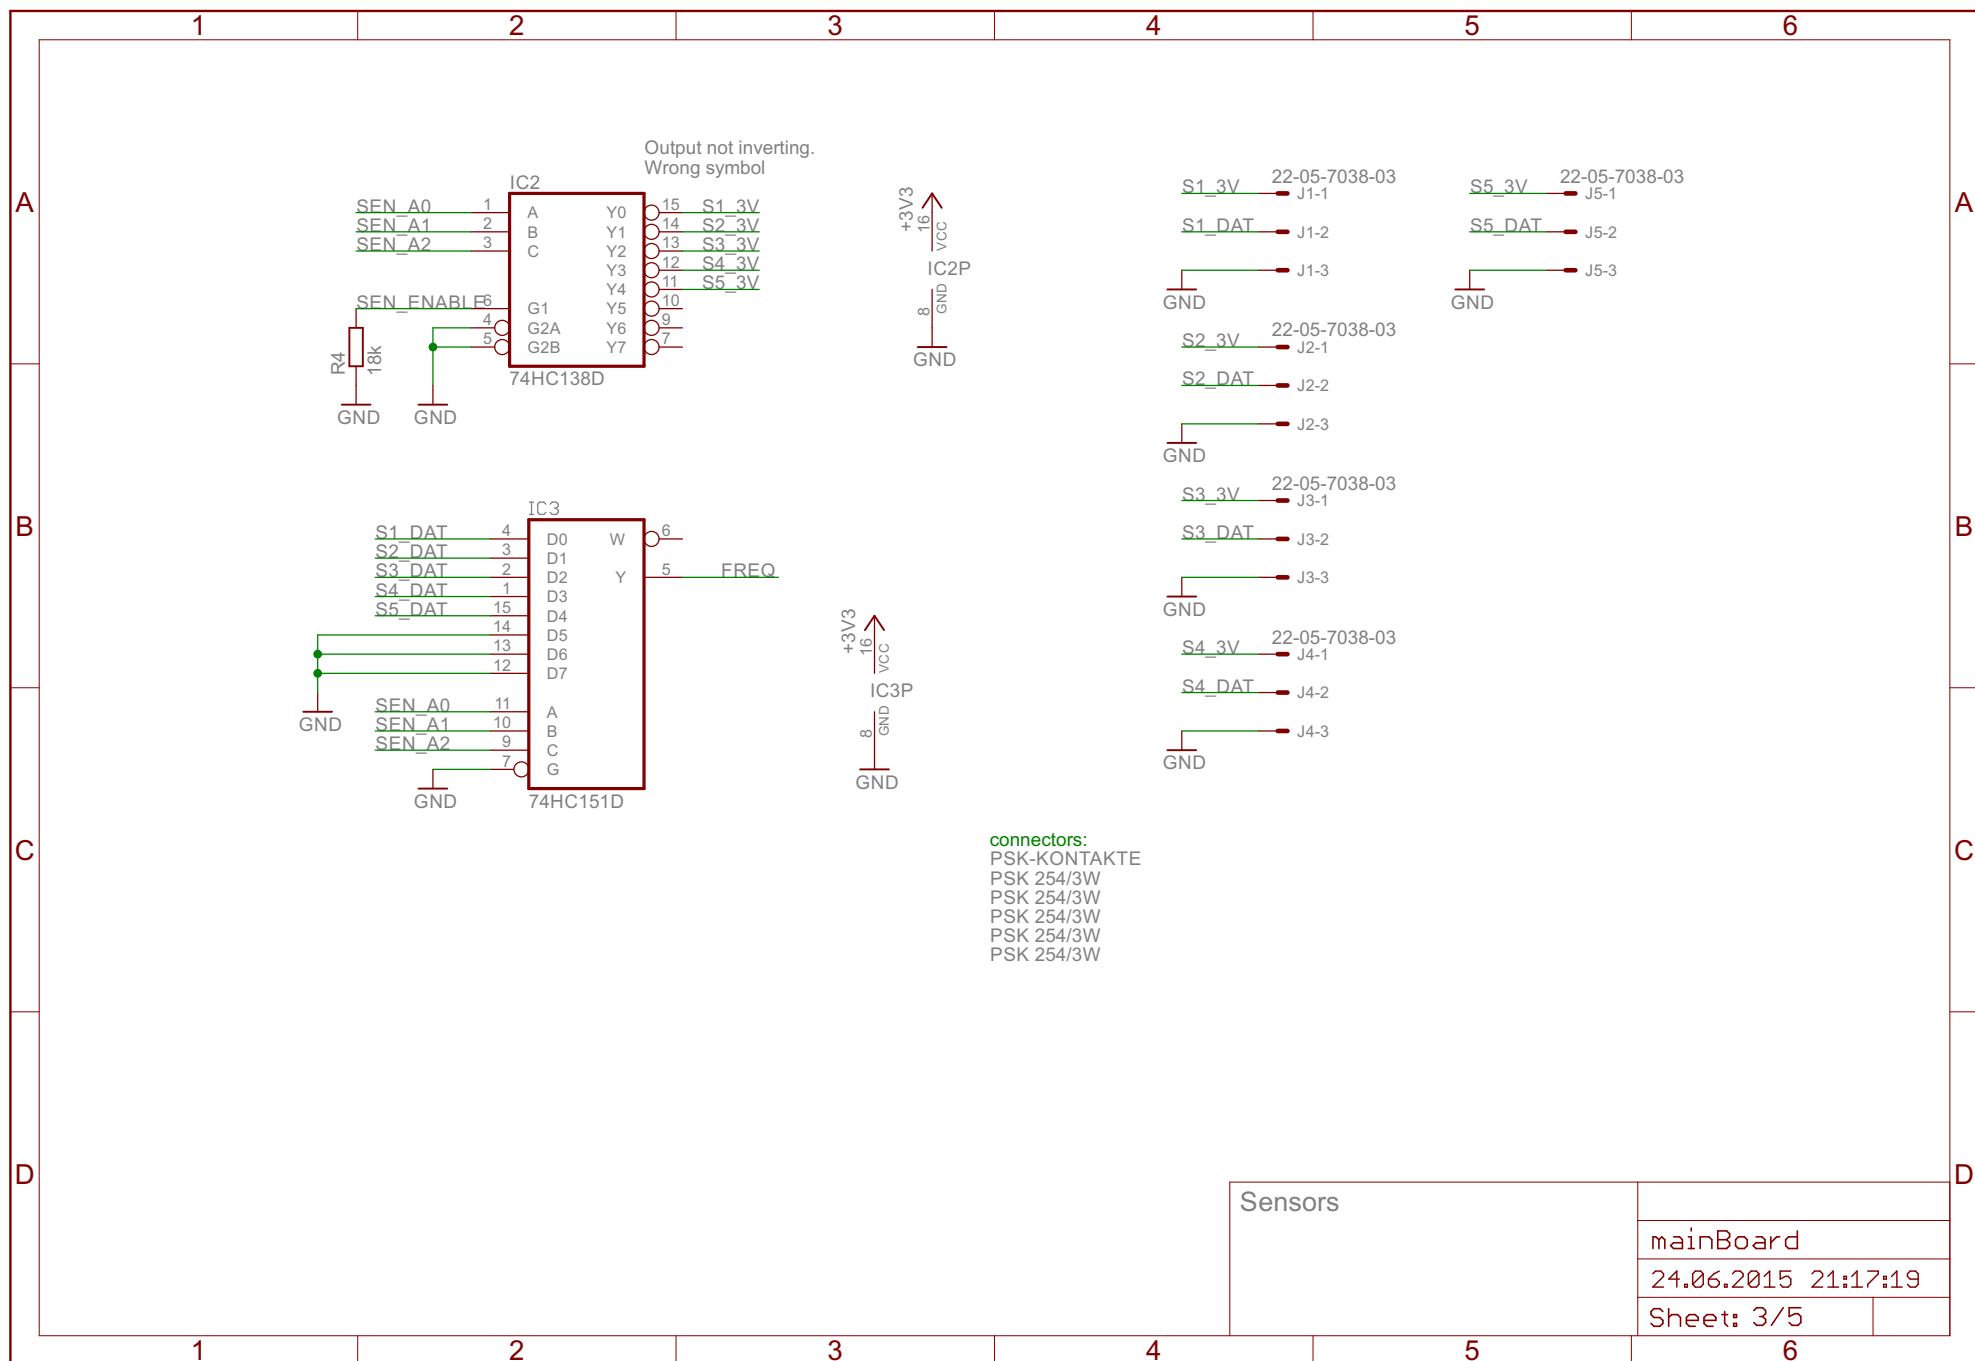 1 2 3 4 5 6
A A
B B
C C
D D
1 2 3 4 5 6
Output not inverting.
Wrong symbol
IC2
SEN_A0 1 A Y0 15 S1_3V
SEN_A1 2 B Y1 14 S2_3V
SEN_A2 3 C Y2 13 S3_3V
Y3 12 S4_3V
Y4 11 S5_3V
SEN_ENABLE 6 G1 Y5 10
4 G2A Y6 9
5 G2B Y7 7
74HC138D
R4
18k
GND
GND
+3V3
16
VCC
IC2P
GND
8
GND
IC3
S1_DAT 4 D0 W 6
S2_DAT 3 D1
S3_DAT 2 D2 Y 5 FREQ
S4_DAT 1 D3
S5_DAT 15 D4
14 D5
13 D6
12 D7
GND
SEN_A0 11 A
SEN_A1 10 B
SEN_A2 9 C
7 G
GND
74HC151D
+3V3
16
VCC
IC3P
GND
8
GND
22-05-7038-03
S1_3V J1-1
S1_DAT J1-2
J1-3
GND
22-05-7038-03
S5_3V J5-1
S5_DAT J5-2
J5-3
GND
22-05-7038-03
S2_3V J2-1
S2_DAT J2-2
J2-3
GND
22-05-7038-03
S3_3V J3-1
S3_DAT J3-2
J3-3
GND
22-05-7038-03
S4_3V J4-1
S4_DAT J4-2
J4-3
GND
connectors:
PSK-KONTAKTE
PSK 254/3W
PSK 254/3W
PSK 254/3W
PSK 254/3W
PSK 254/3W
Sensors
mainBoard
24.06.2015 21:17:19
Sheet: 3/5